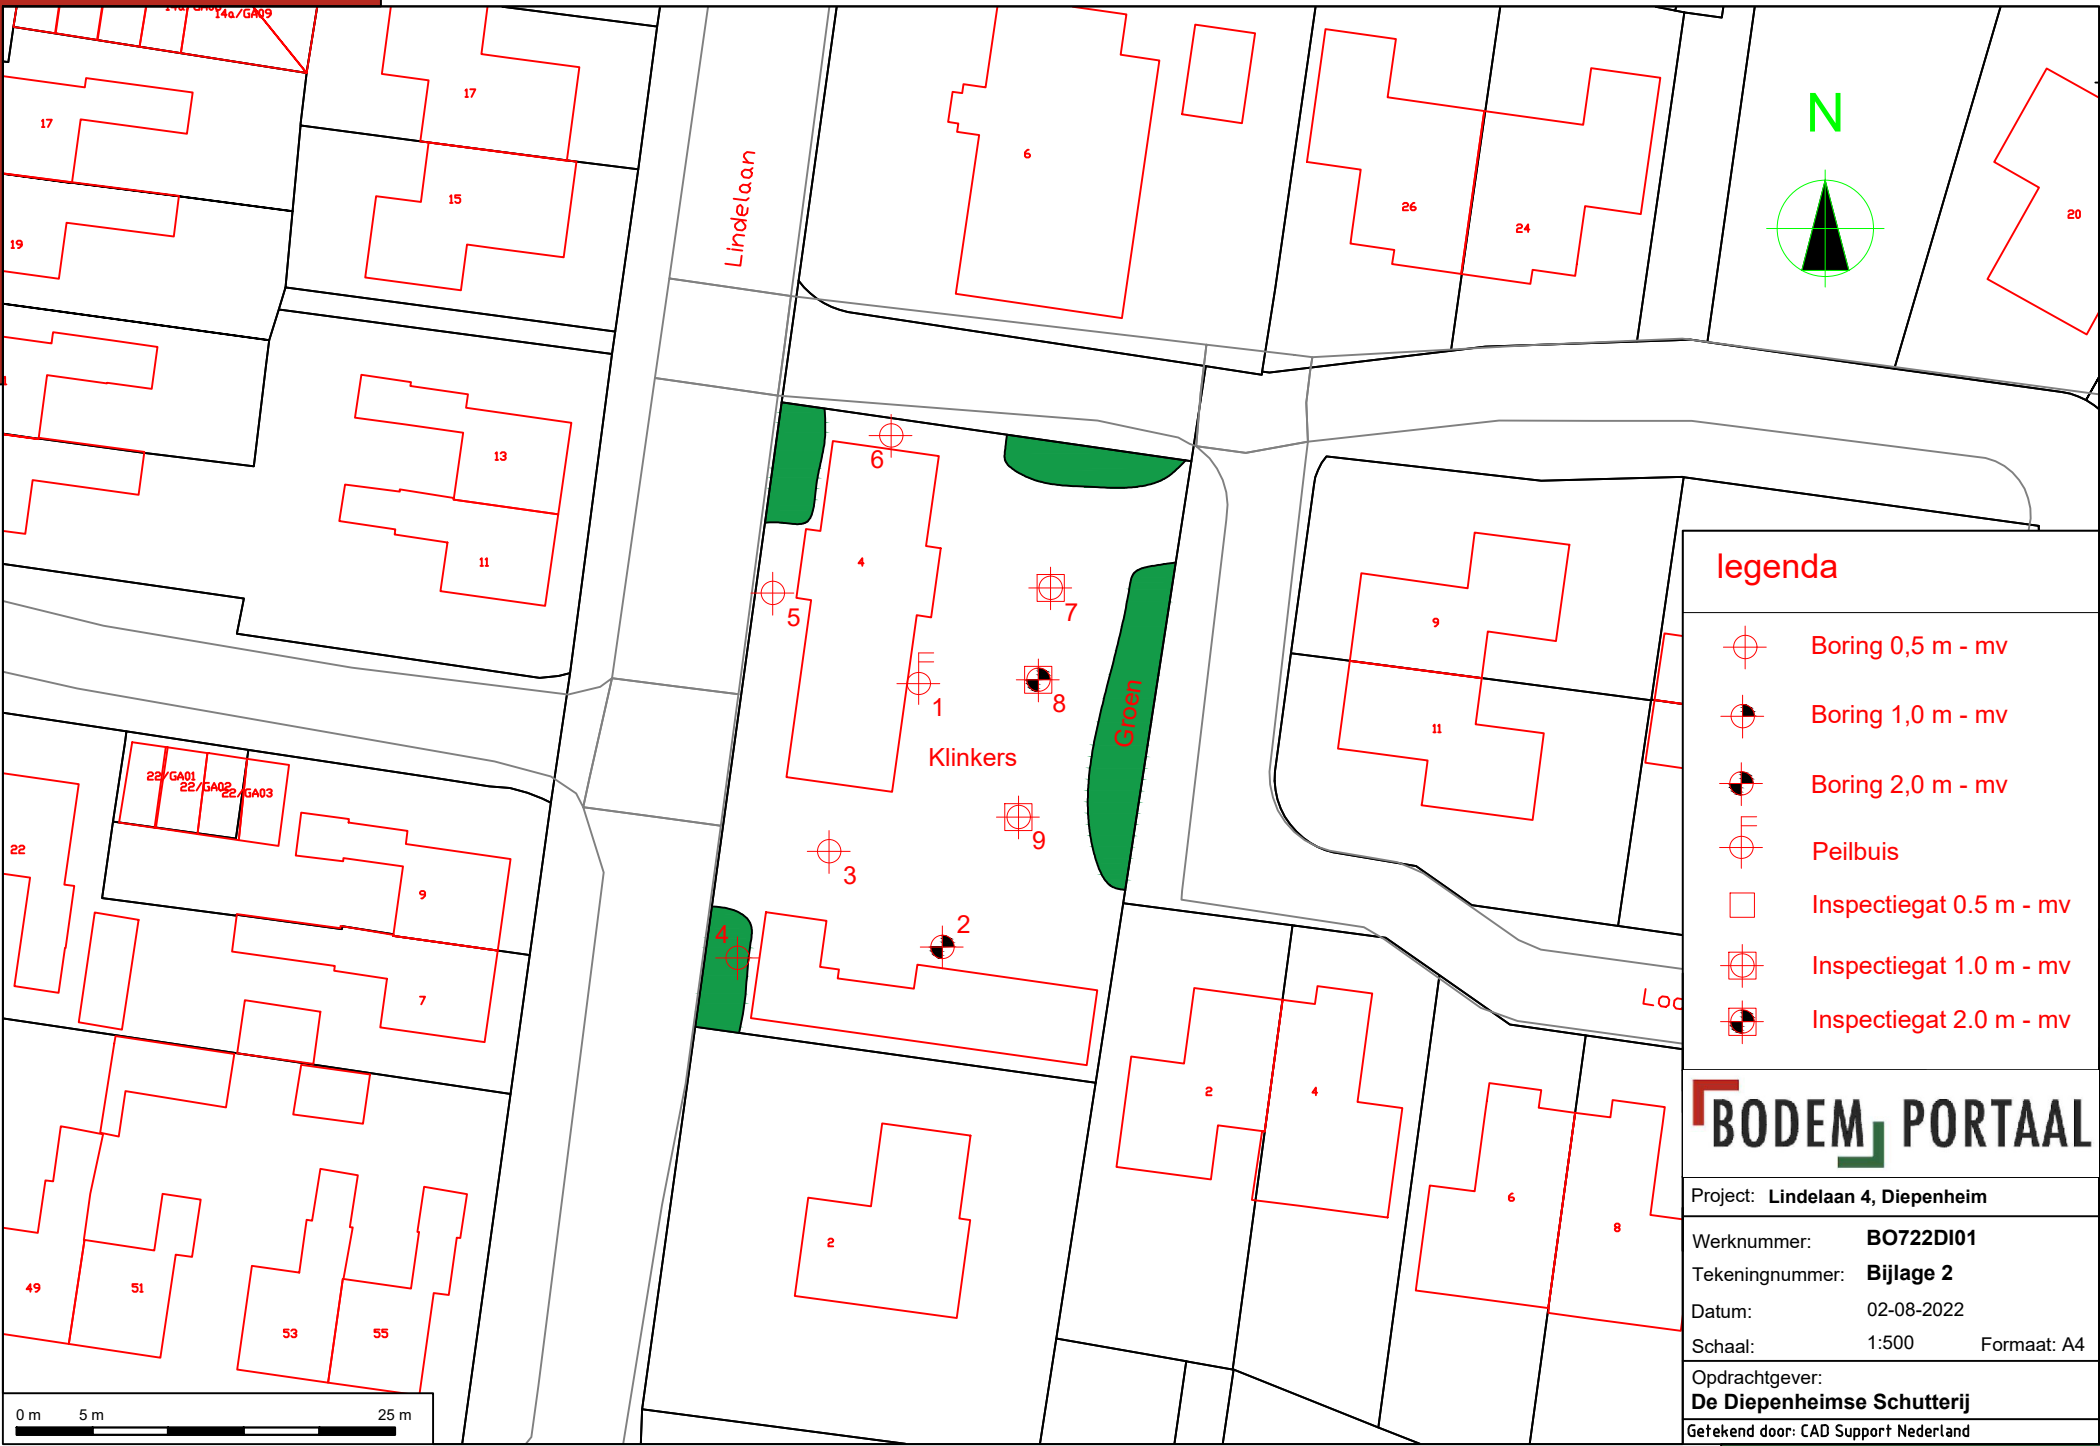 14a/GA09
17
17
15
19
Lindelaan
6
26
24
N
20
13
11
4
6
5
7
1
8
Klinkers
Groen
3
9
4
2
9
11
22/GA01
22/GA02
22/GA03
22
9
7
2
4
6
8
2
49
51
53
55
Loo
legenda
Boring 0,5 m - mv
Boring 1,0 m - mv
Boring 2,0 m - mv
Peilbuis
Inspectiegat 0.5 m - mv
Inspectiegat 1.0 m - mv
Inspectiegat 2.0 m - mv
BODEM PORTAAL
Project: Lindelaan 4, Diepenheim
Werknummer: BO722DI01
Tekeningnummer: Bijlage 2
Datum: 02-08-2022
Schaal: 1:500 Formaat: A4
Opdrachtgever:
De Diepenheimse Schutterij
Getekend door: CAD Support Nederland
0 m 5 m 25 m